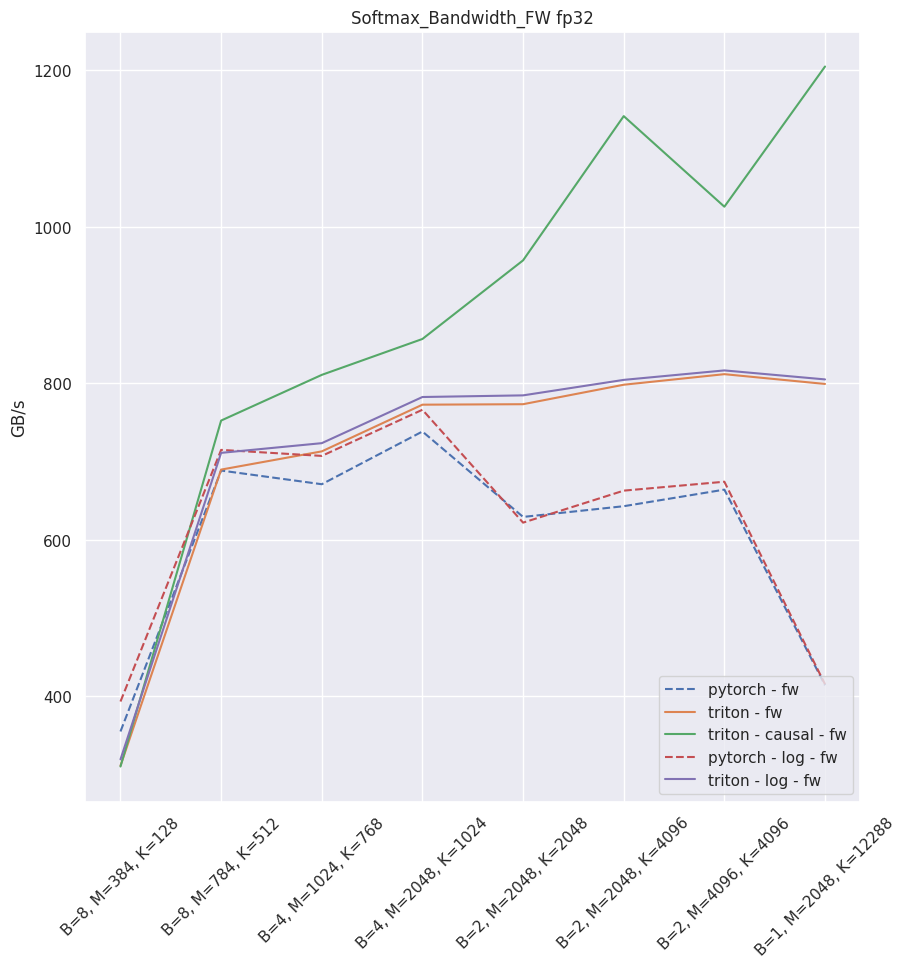 Softmax_Bandwidth_FW fp32
GB/s
1200
1000
800
600
400
pytorch - fw
triton - fw
triton - causal - fw
pytorch - log - fw
triton - log - fw
B=8, M=384, K=128
B=8, M=784, K=512
B=4, M=1024, K=768
B=4, M=2048, K=1024
B=2, M=2048, K=2048
B=2, M=2048, K=4096
B=2, M=4096, K=4096
B=1, M=2048, K=12288